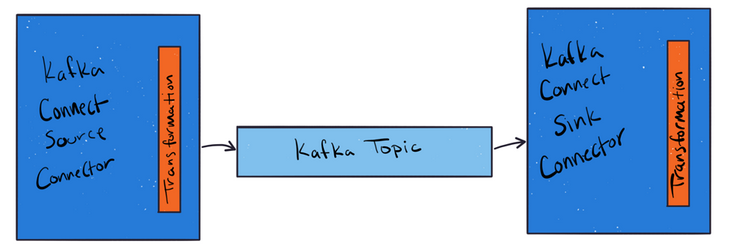 Kafka
Connect
Source
Connector
Transformation
Kafka Topic
Kafka
Connect
Sink
Connector
Transformation